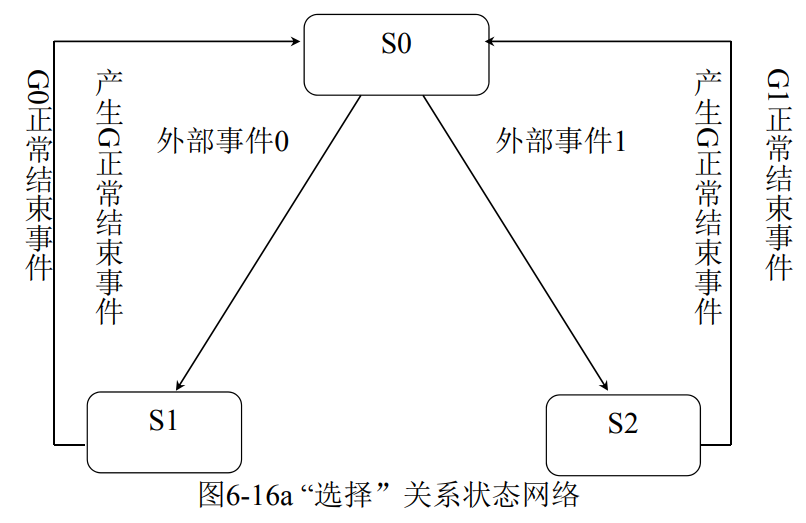 S0
外部事件0
外部事件1
G0正常结束事件
产生G正常结束事件
产生G正常结束事件
G1正常结束事件
S1
S2
图6-16a “选择”关系状态网络